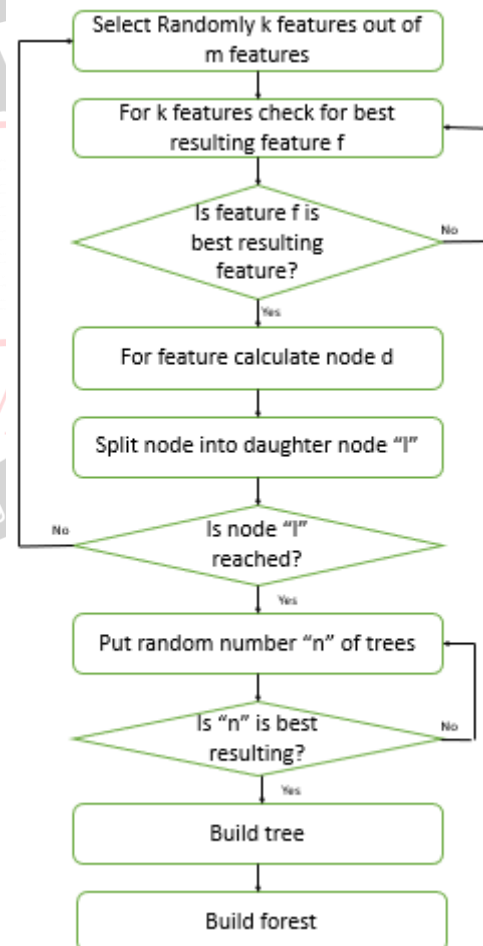 Select Randomly k features out of
m features
For k features check for best
resulting feature f
Is feature f is
best resulting
feature?
No
Yes
For feature calculate node d
Split node into daughter node “l”
Is node “l”
reached?
No
Yes
Put random number “n” of trees
Is “n” is best
resulting?
No
Yes
Build tree
Build forest